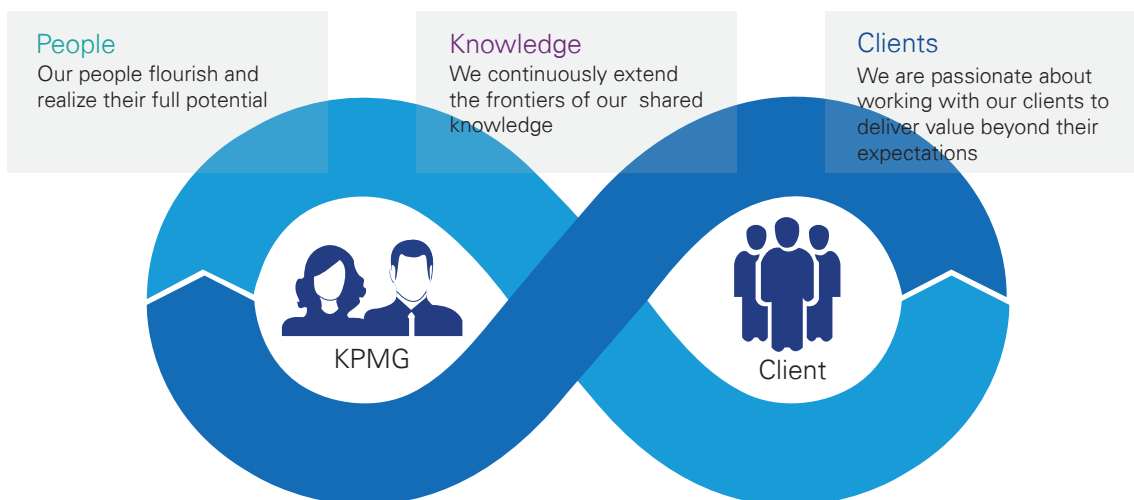 People
Our people flourish and
realize their full potential
Knowledge
We continuously extend
the frontiers of our shared
knowledge
Clients
We are passionate about
working with our clients to
deliver value beyond their
expectations
KPMG
Client